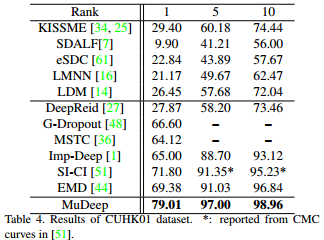 Rank 1 5 10
KISSME [34, 25] 29.40 60.18 74.44
SDALF[7] 9.90 41.21 56.00
eSDC [61] 22.84 43.89 57.67
LMNN [16] 21.17 49.67 62.47
LDM [14] 26.45 57.68 72.04
DeepReid [27] 27.87 58.20 73.46
G-Dropout [48] 66.60 – –
MSTC [36] 64.12 – –
Imp-Deep [1] 65.00 88.70 93.12
SI-CI [51] 71.80 91.35* 95.23*
EMD [44] 69.38 91.03 96.84
MuDeep 79.01 97.00 98.96
Table 4. Results of CUHK01 dataset. *: reported from CMC
curves in [51].